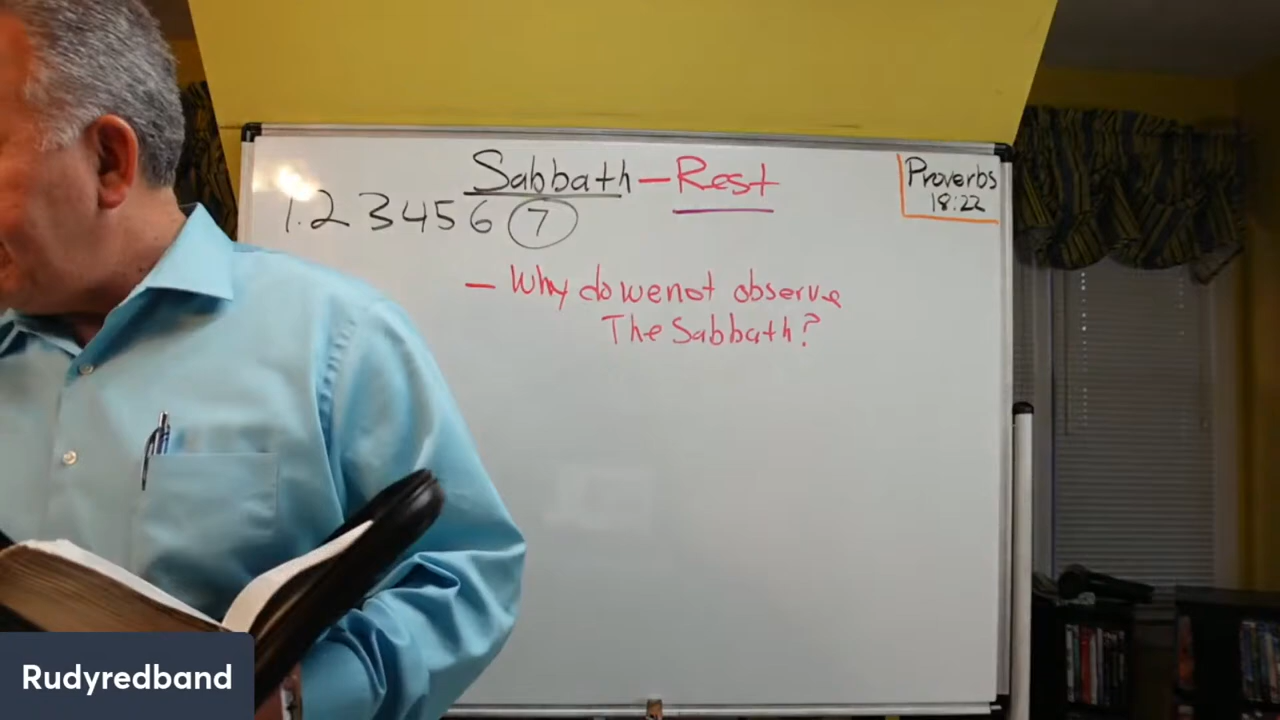 Sabbath - Rest
1. 2 3 4 5 6 7
Proverbs
18:22
- Why do we not observe
The Sabbath?
Rudyredband